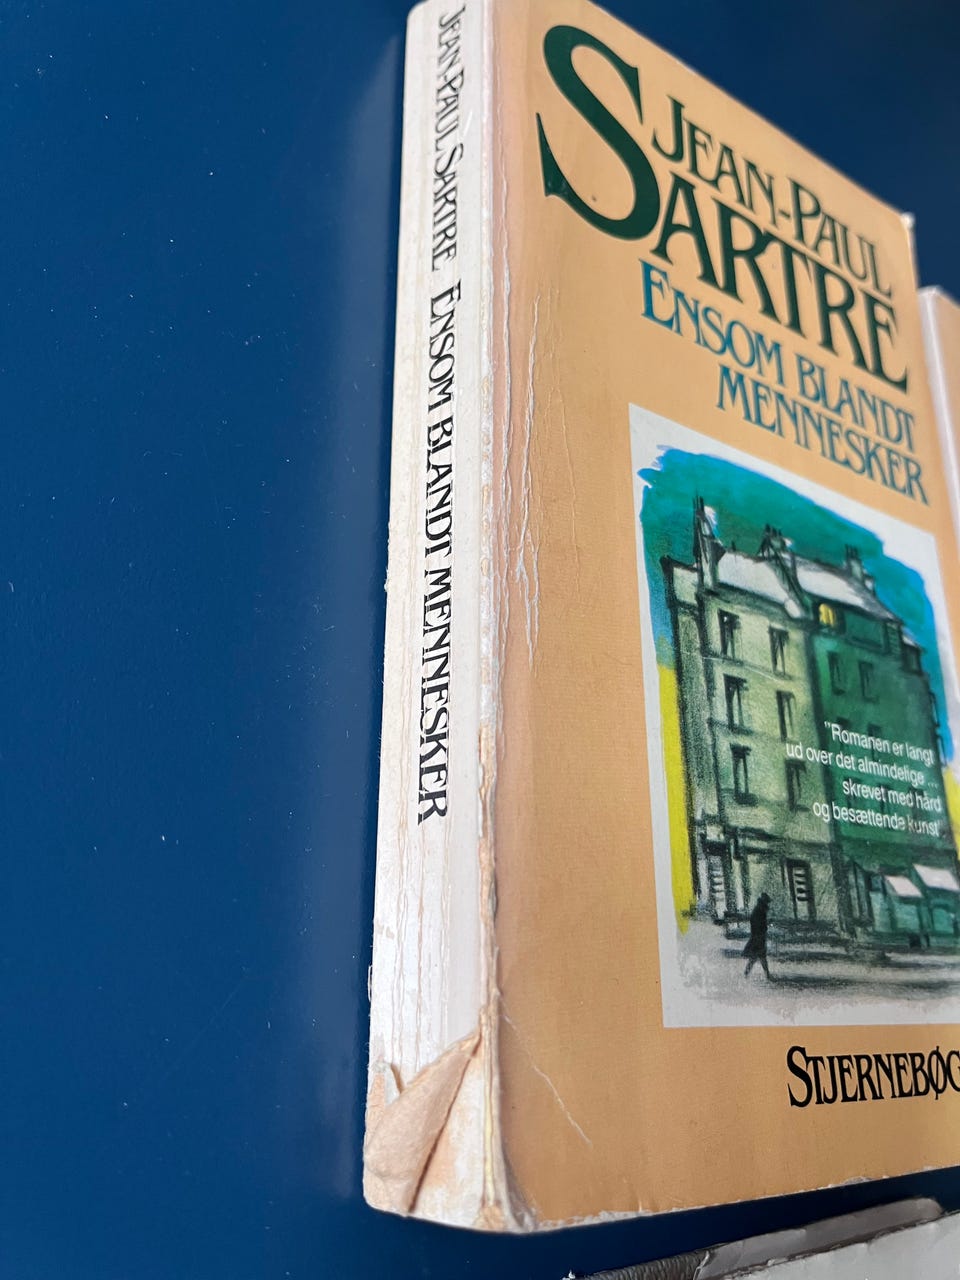 JEAN-PAUL SARTRE ENSOM BLANDT MENNESKER
JEAN-PAUL
SARTRE
ENSOM BLANDT
MENNESKER
"Romanen er langt
ud over det almindelige...
skrevet med hård
og besættende kunst"
STJERNEBØG